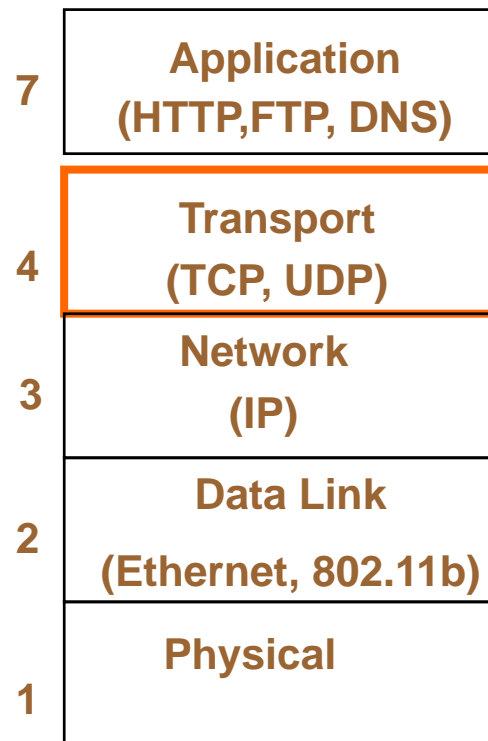 7
Application
(HTTP,FTP, DNS)
4
Transport
(TCP, UDP)
3
Network
(IP)
2
Data Link
(Ethernet, 802.11b)
1
Physical